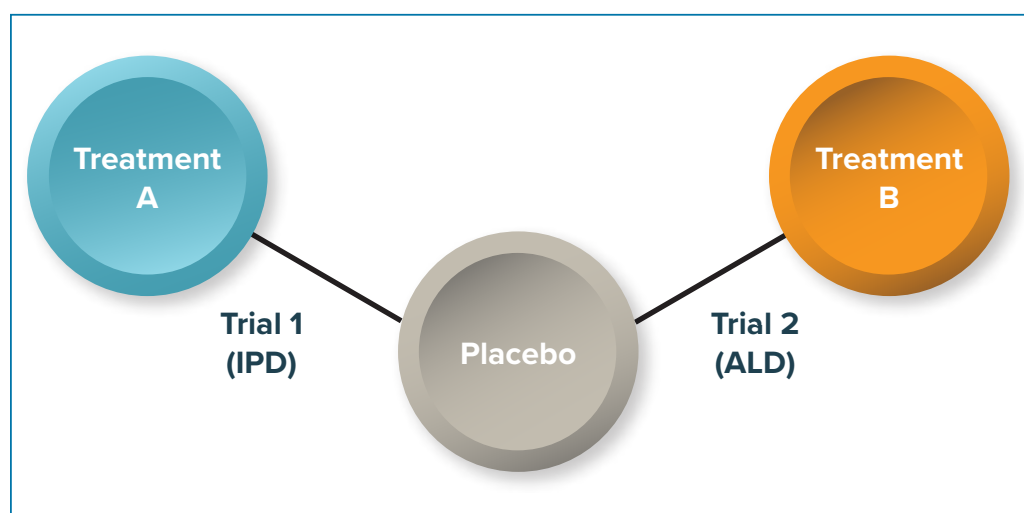 Treatment
A
Treatment
B
Trial 1
(IPD)
Placebo
Trial 2
(ALD)